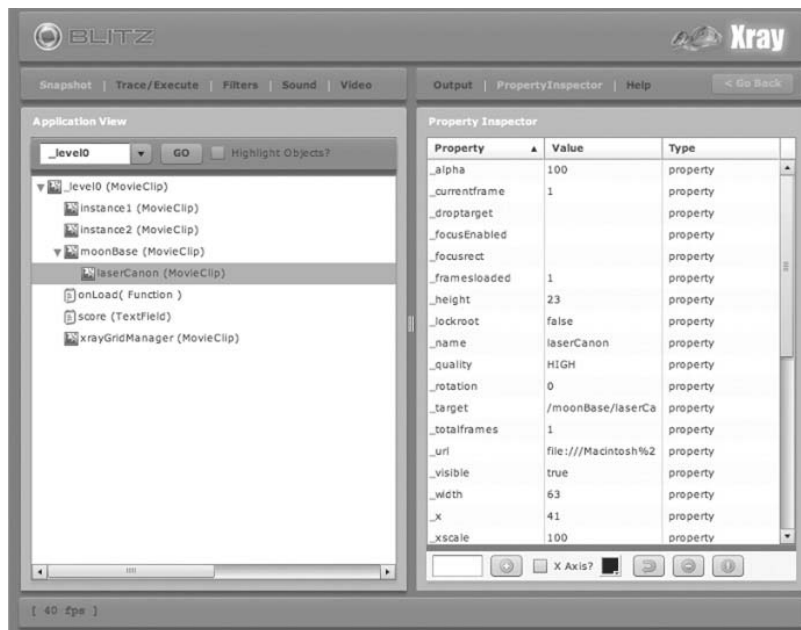 BLITZ
Xray
Snapshot | Trace/Execute | Filters | Sound | Video
Output | PropertyInspector | Help
< Go Back
Application View
_level0
GO
Highlight Objects?
_level0 (MovieClip)
instance1 (MovieClip)
instance2 (MovieClip)
moonBase (MovieClip)
laserCanon (MovieClip)
onLoad( Function )
score (TextField)
xrayGridManager (MovieClip)
Property Inspector
Property Value Type
_alpha 100 property
_currentframe 1 property
_droptarget property
_focusEnabled property
_focusrect property
_framesloaded 1 property
_height 23 property
_lockroot false property
_name laserCanon property
_quality HIGH property
_rotation 0 property
_target /moonBase/laserCa property
_totalframes 1 property
_url file:///Macintosh%2 property
_visible true property
_width 63 property
_x 41 property
_xscale 100 property
X Axis?
[ 40 fps ]